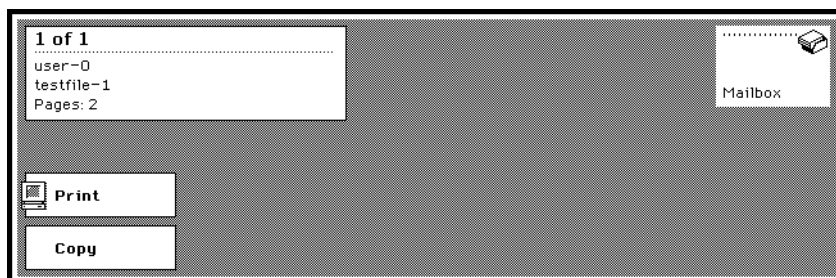 1 of 1
user-0
testfile-1
Pages: 2
Mailbox
Print
Copy